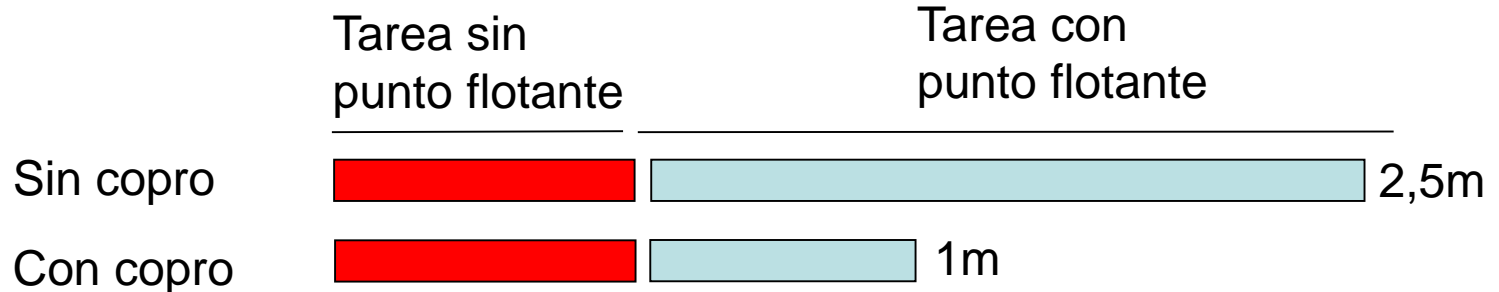 Tarea sin
punto flotante
Tarea con
punto flotante
Sin copro
2,5m
Con copro
1m